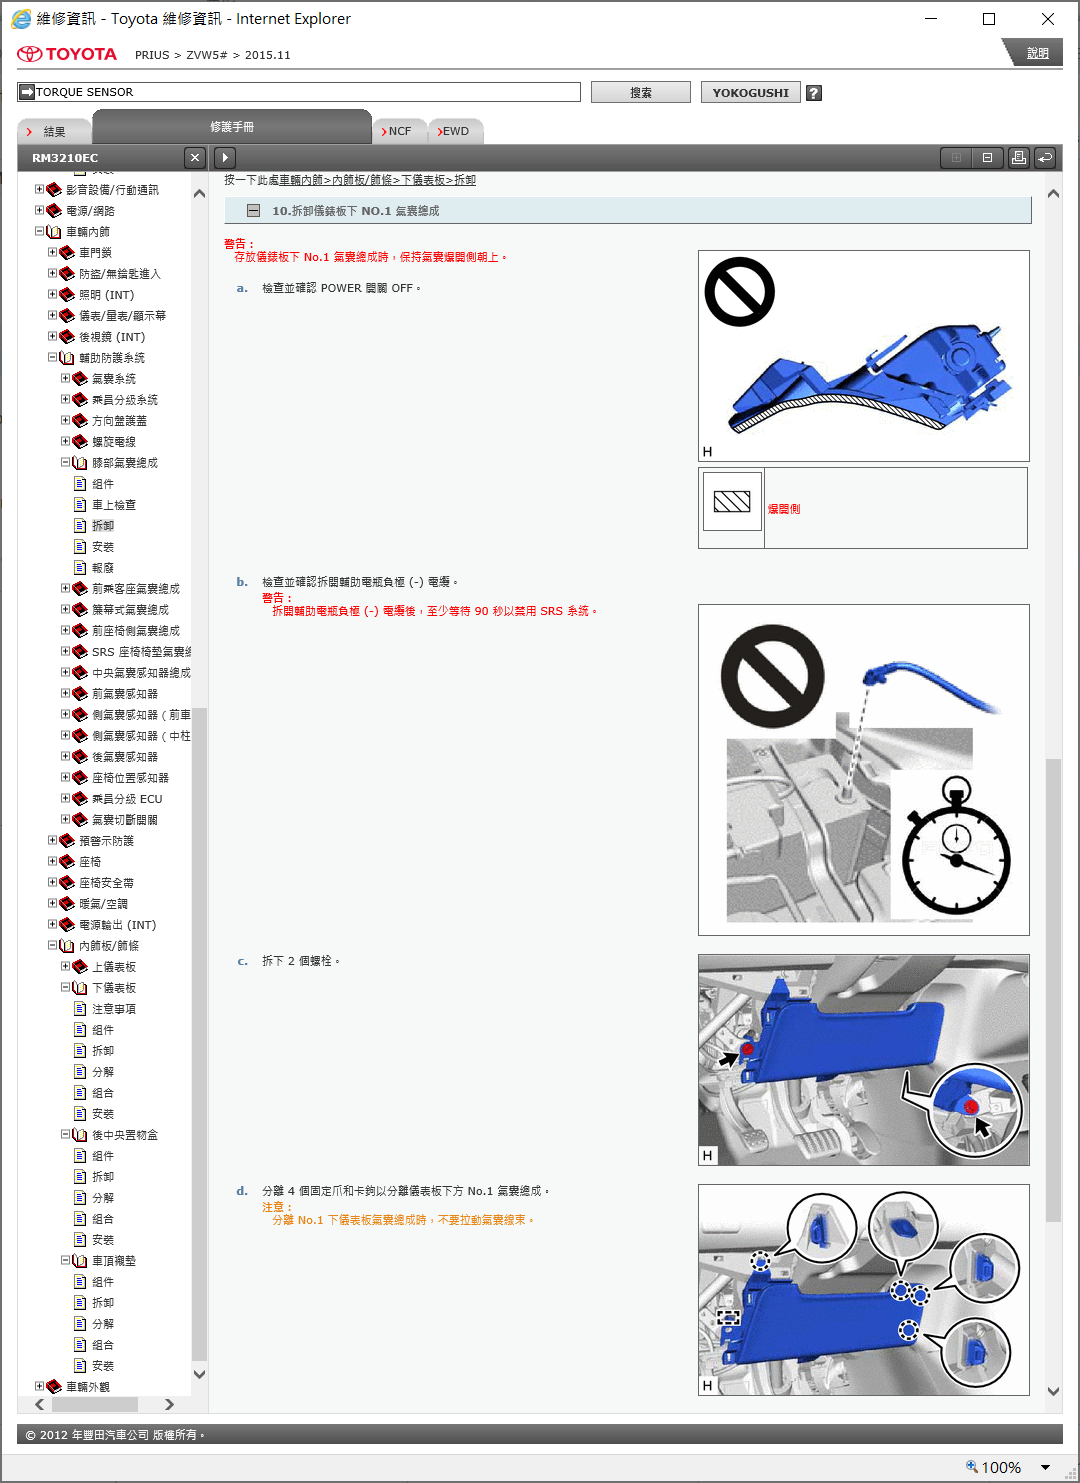 維修資訊 - Toyota 維修資訊 - Internet Explorer
TOYOTA PRIUS > ZVW5# > 2015.11
說明
TORQUE SENSOR
搜索
YOKOGUSHI
?
結果
修護手冊
NCF
EWD
RM3210EC
影音設備/行動通訊
電源/網路
車輛內飾
車門鎖
防盜/無鑰匙進入
照明 (INT)
儀表/量表/顯示幕
後視鏡 (INT)
輔助防護系統
氣囊系統
乘員分級系統
方向盤護蓋
螺旋電線
膝部氣囊總成
組件
車上檢查
拆卸
安裝
報廢
前乘客座氣囊總成
簾幕式氣囊總成
前座椅側氣囊總成
SRS 座椅椅墊氣囊總
中央氣囊感知器總成
前氣囊感知器
側氣囊感知器 ( 前車
側氣囊感知器 ( 中柱
後氣囊感知器
座椅位置感知器
乘員分級 ECU
氣囊切斷開關
預警示防護
座椅
座椅安全帶
暖氣/空調
電源輸出 (INT)
內飾板/飾條
上儀表板
下儀表板
注意事項
組件
拆卸
分解
組合
安裝
後中央置物盒
組件
拆卸
分解
組合
安裝
車頂襯墊
組件
拆卸
分解
組合
安裝
車輛外觀
按一下此處車輛內飾>內飾板/飾條>下儀表板>拆卸
10.拆卸儀錶板下 NO.1 氣囊總成
警告：
存放儀錶板下 No.1 氣囊總成時，保持氣囊爆開側朝上。
a. 檢查並確認 POWER 開關 OFF。
H
爆開側
b. 檢查並確認拆開輔助電瓶負極 (-) 電纜。
警告：
拆開輔助電瓶負極 (-) 電纜後，至少等待 90 秒以禁用 SRS 系統。
c. 拆下 2 個螺栓。
H
d. 分離 4 個固定爪和卡鉤以分離儀表板下方 No.1 氣囊總成。
注意：
分離 No.1 下儀表板氣囊總成時，不要拉動氣囊線束。
H
© 2012 年豐田汽車公司 版權所有。
100%